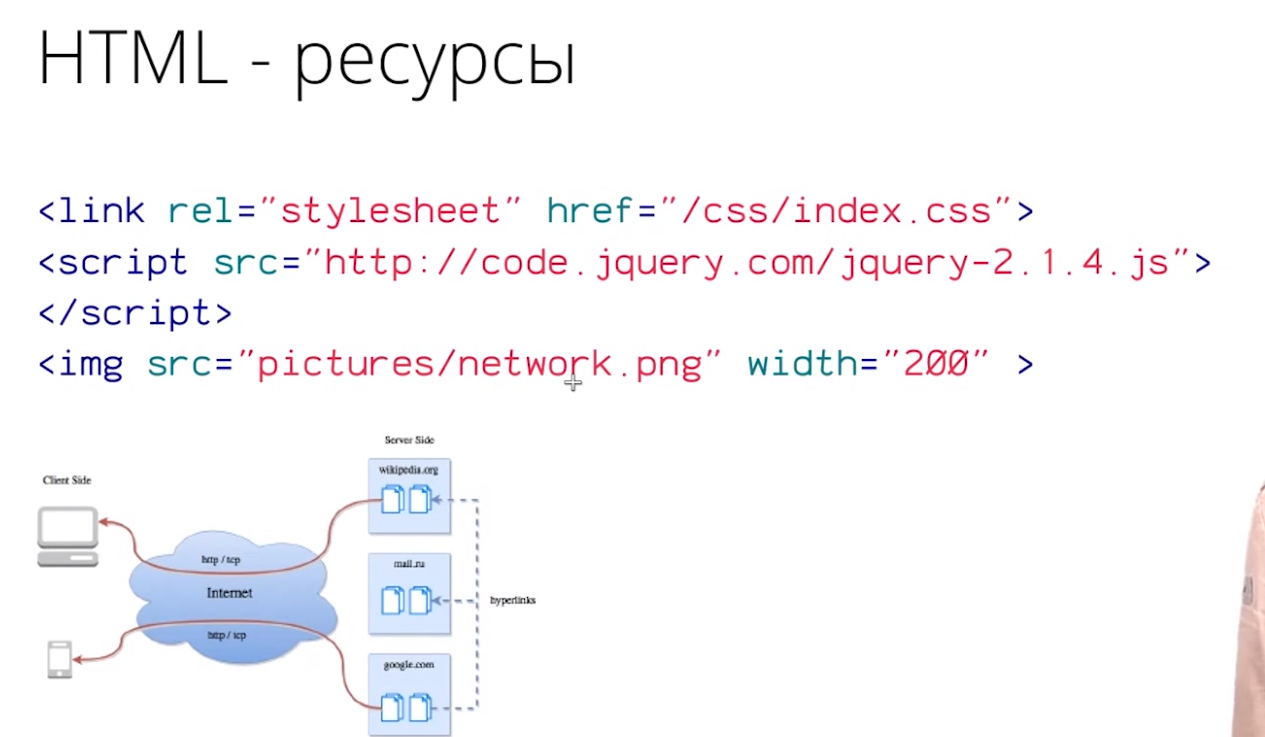 HTML - ресурсы
<link rel="stylesheet" href="/css/index.css">
<script src="http://code.jquery.com/jquery-2.1.4.js">
</script>
<img src="pictures/network.png" width="200" >
Server Side
Client Side
wikipedia.org
http / tcp
mail.ru
Internet
hyperlinks
http / tcp
google.com